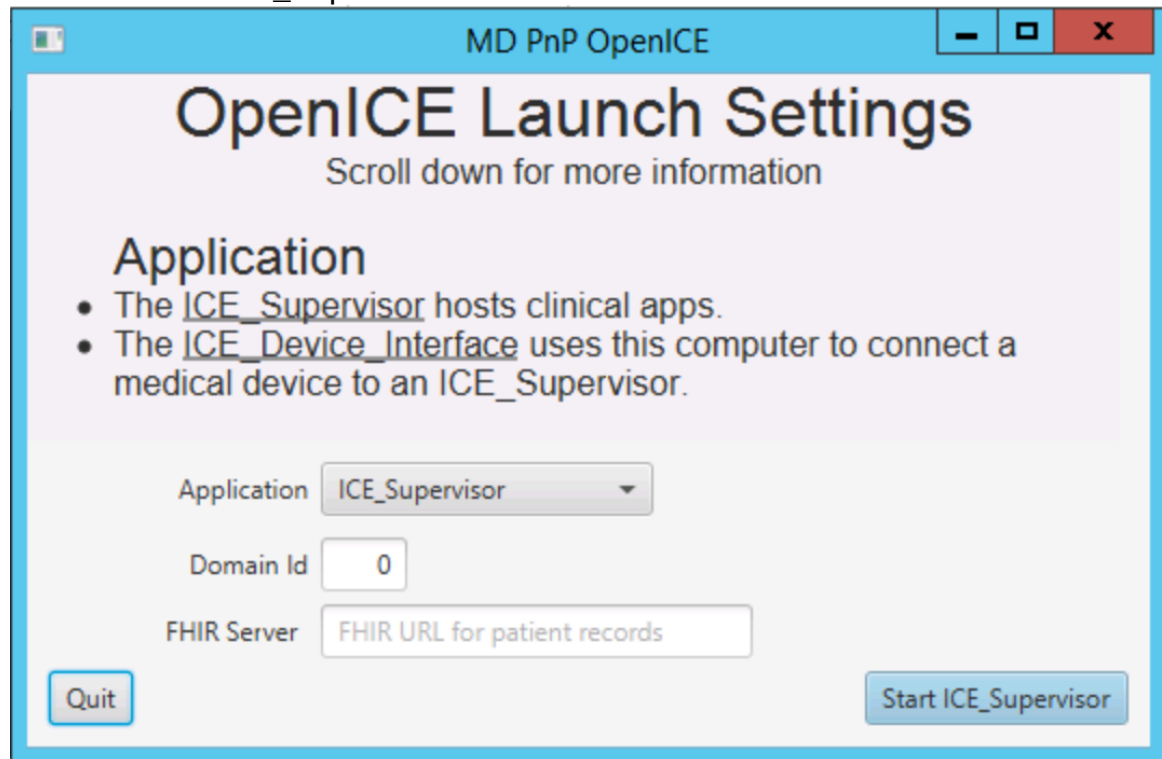 MD PnP OpenICE
OpenICE Launch Settings
Scroll down for more information
Application
• The ICE_Supervisor hosts clinical apps.
• The ICE_Device_Interface uses this computer to connect a
medical device to an ICE_Supervisor.
Application ICE_Supervisor
Domain Id 0
FHIR Server FHIR URL for patient records
Quit Start ICE_Supervisor